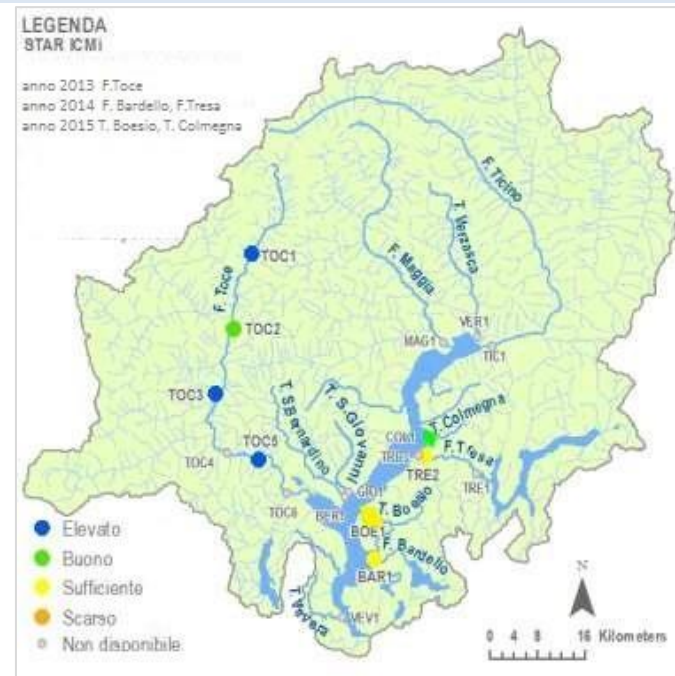 LEGENDA
STAR ICMi
anno 2013 F.Toce
anno 2014 F. Bardello, F.Tresa
anno 2015 T. Boesio, T. Colmegna
F. Ticino
T. Verzasca
F. Maggia
F. Toce
TOC1
TOC2
VER1
MAG1
TIC1
TOC3
T. S.Bernardino
T. S.Giovanni
T. Colmegna
COL1
F. Tresa
TOC5
TOC4
TRE2
TRE1
TOC6
GIO1
BER1
T. Boesio
BOE1
F. Bardello
BAR1
T. Vevera
VEV1
Elevato
Buono
Sufficiente
Scarso
Non disponibile
N
0 4 8 16 Kilometers